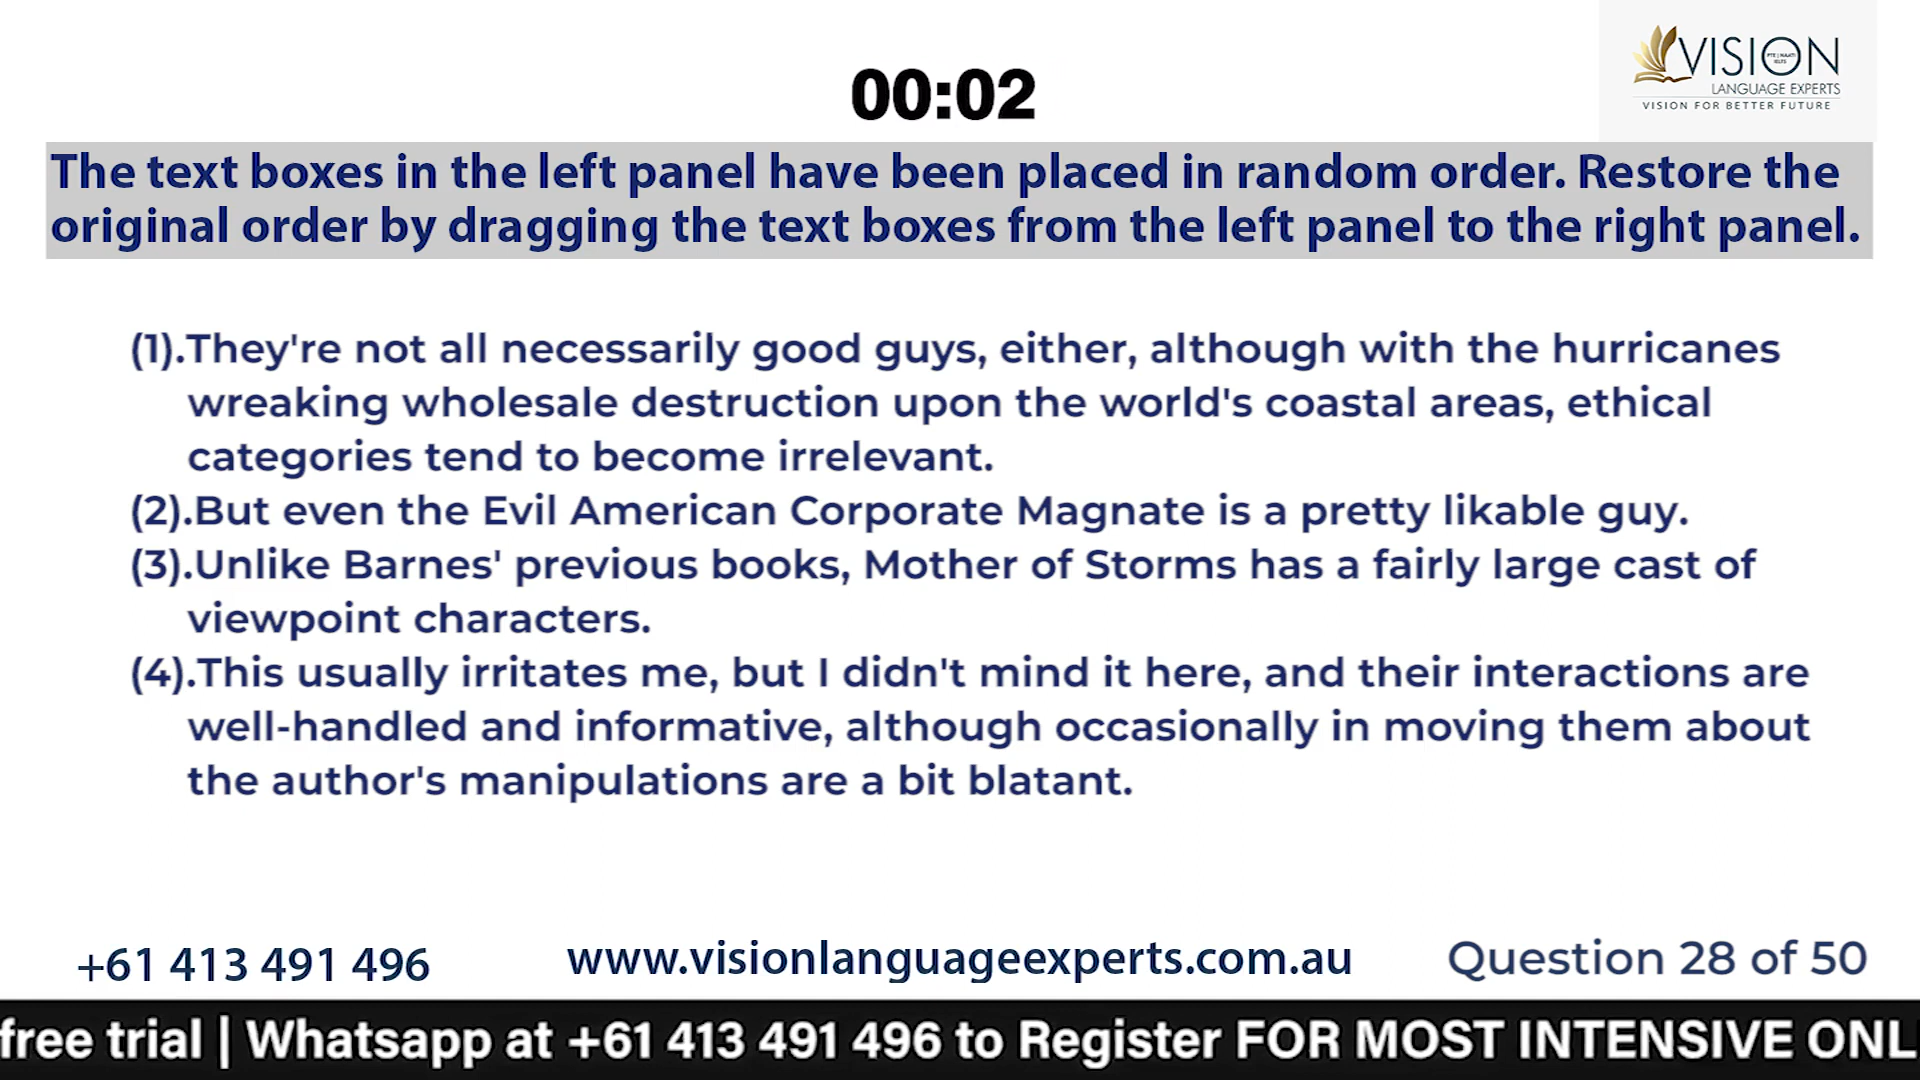 VISION
PTE | NAATI
IELTS
LANGUAGE EXPERTS
VISION FOR BETTER FUTURE
00:02
The text boxes in the left panel have been placed in random order. Restore the
original order by dragging the text boxes from the left panel to the right panel.
(1).They're not all necessarily good guys, either, although with the hurricanes
wreaking wholesale destruction upon the world's coastal areas, ethical
categories tend to become irrelevant.
(2).But even the Evil American Corporate Magnate is a pretty likable guy.
(3).Unlike Barnes' previous books, Mother of Storms has a fairly large cast of
viewpoint characters.
(4).This usually irritates me, but I didn't mind it here, and their interactions are
well-handled and informative, although occasionally in moving them about
the author's manipulations are a bit blatant.
+61 413 491 496
www.visionlanguageexperts.com.au
Question 28 of 50
free trial | Whatsapp at +61 413 491 496 to Register FOR MOST INTENSIVE ONL